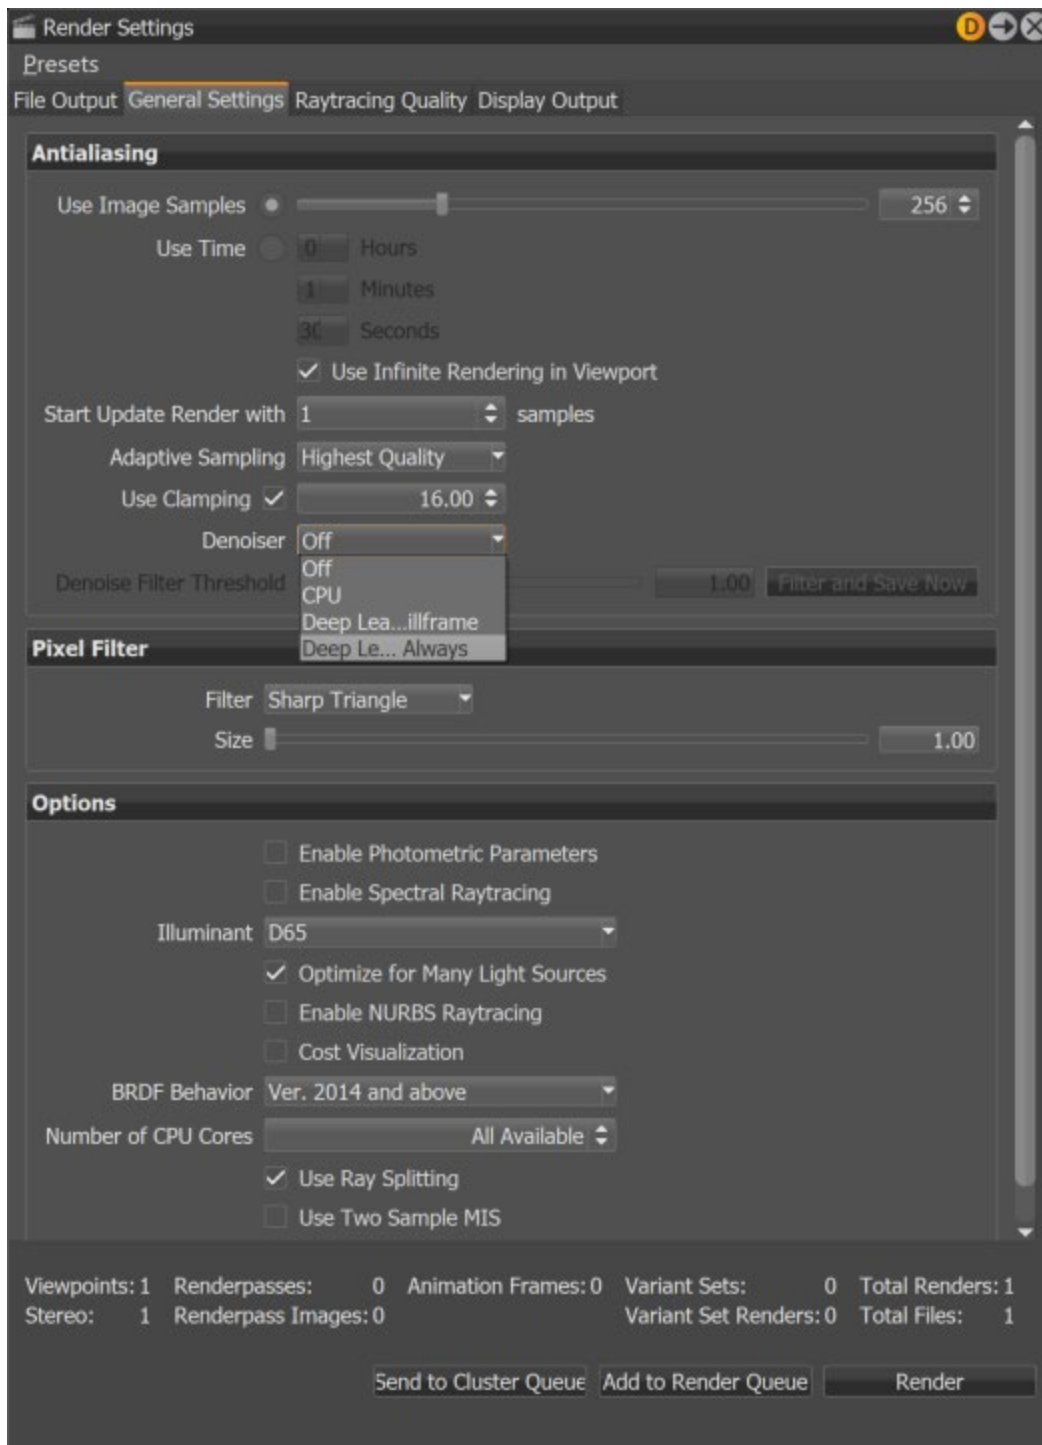 Render Settings D
Presets
File Output General Settings Raytracing Quality Display Output
Antialiasing
Use Image Samples 256
Use Time 0 Hours
1 Minutes
30 Seconds
Use Infinite Rendering in Viewport
Start Update Render with 1 samples
Adaptive Sampling Highest Quality
Use Clamping 16.00
Denoiser Off
Off
Denoise Filter Threshold 1.00 Filter and Save Now
CPU
Deep Lea...illframe
Deep Le... Always
Pixel Filter
Filter Sharp Triangle
Size 1.00
Options
Enable Photometric Parameters
Enable Spectral Raytracing
Illuminant D65
Optimize for Many Light Sources
Enable NURBS Raytracing
Cost Visualization
BRDF Behavior Ver. 2014 and above
Number of CPU Cores All Available
Use Ray Splitting
Use Two Sample MIS
Viewpoints: 1 Renderpasses: 0 Animation Frames: 0 Variant Sets: 0 Total Renders: 1
Stereo: 1 Renderpass Images: 0 Variant Set Renders: 0 Total Files: 1
Send to Cluster Queue Add to Render Queue Render